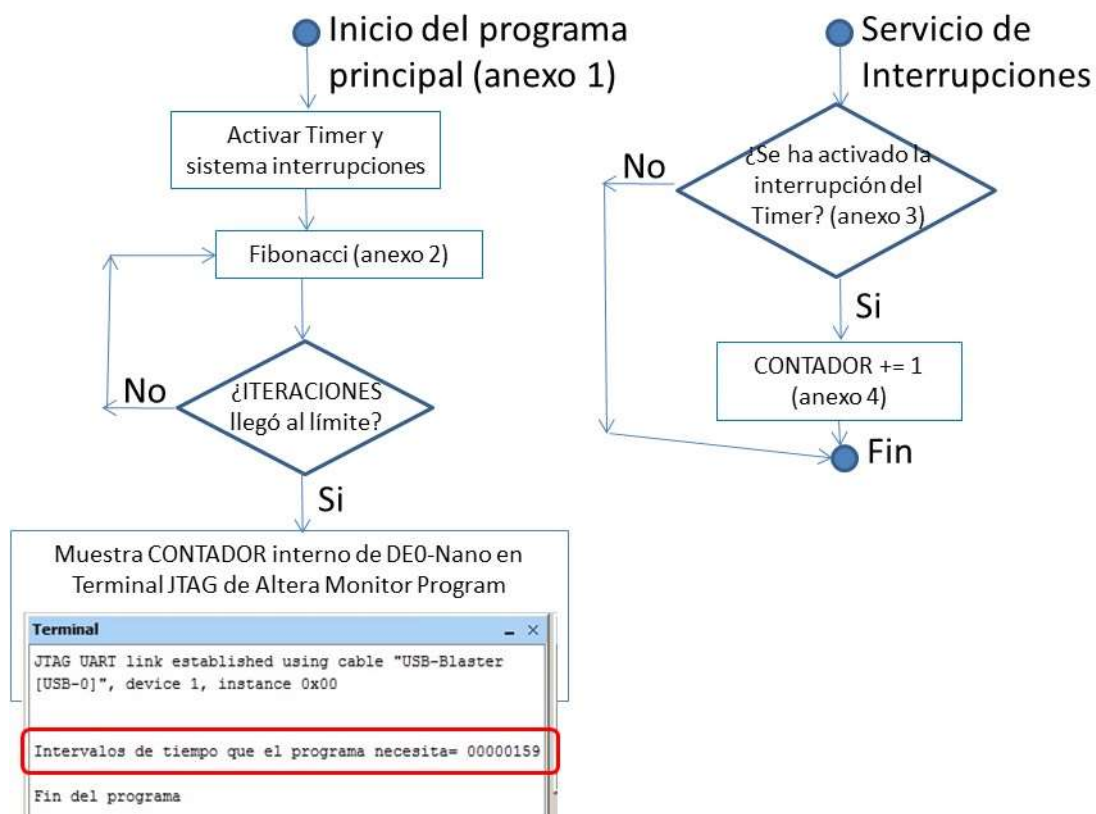 Inicio del programa
principal (anexo 1)
Activar Timer y
sistema interrupciones
Fibonacci (anexo 2)
No
¿ITERACIONES
llegó al límite?
Si
Muestra CONTADOR interno de DE0-Nano en
Terminal JTAG de Altera Monitor Program
Terminal
JTAG UART link established using cable "USB-Blaster
[USB-0]", device 1, instance 0x00
Intervalos de tiempo que el programa necesita= 00000159
Fin del programa
Servicio de
Interrupciones
No
¿Se ha activado la
interrupción del
Timer? (anexo 3)
Si
CONTADOR += 1
(anexo 4)
Fin